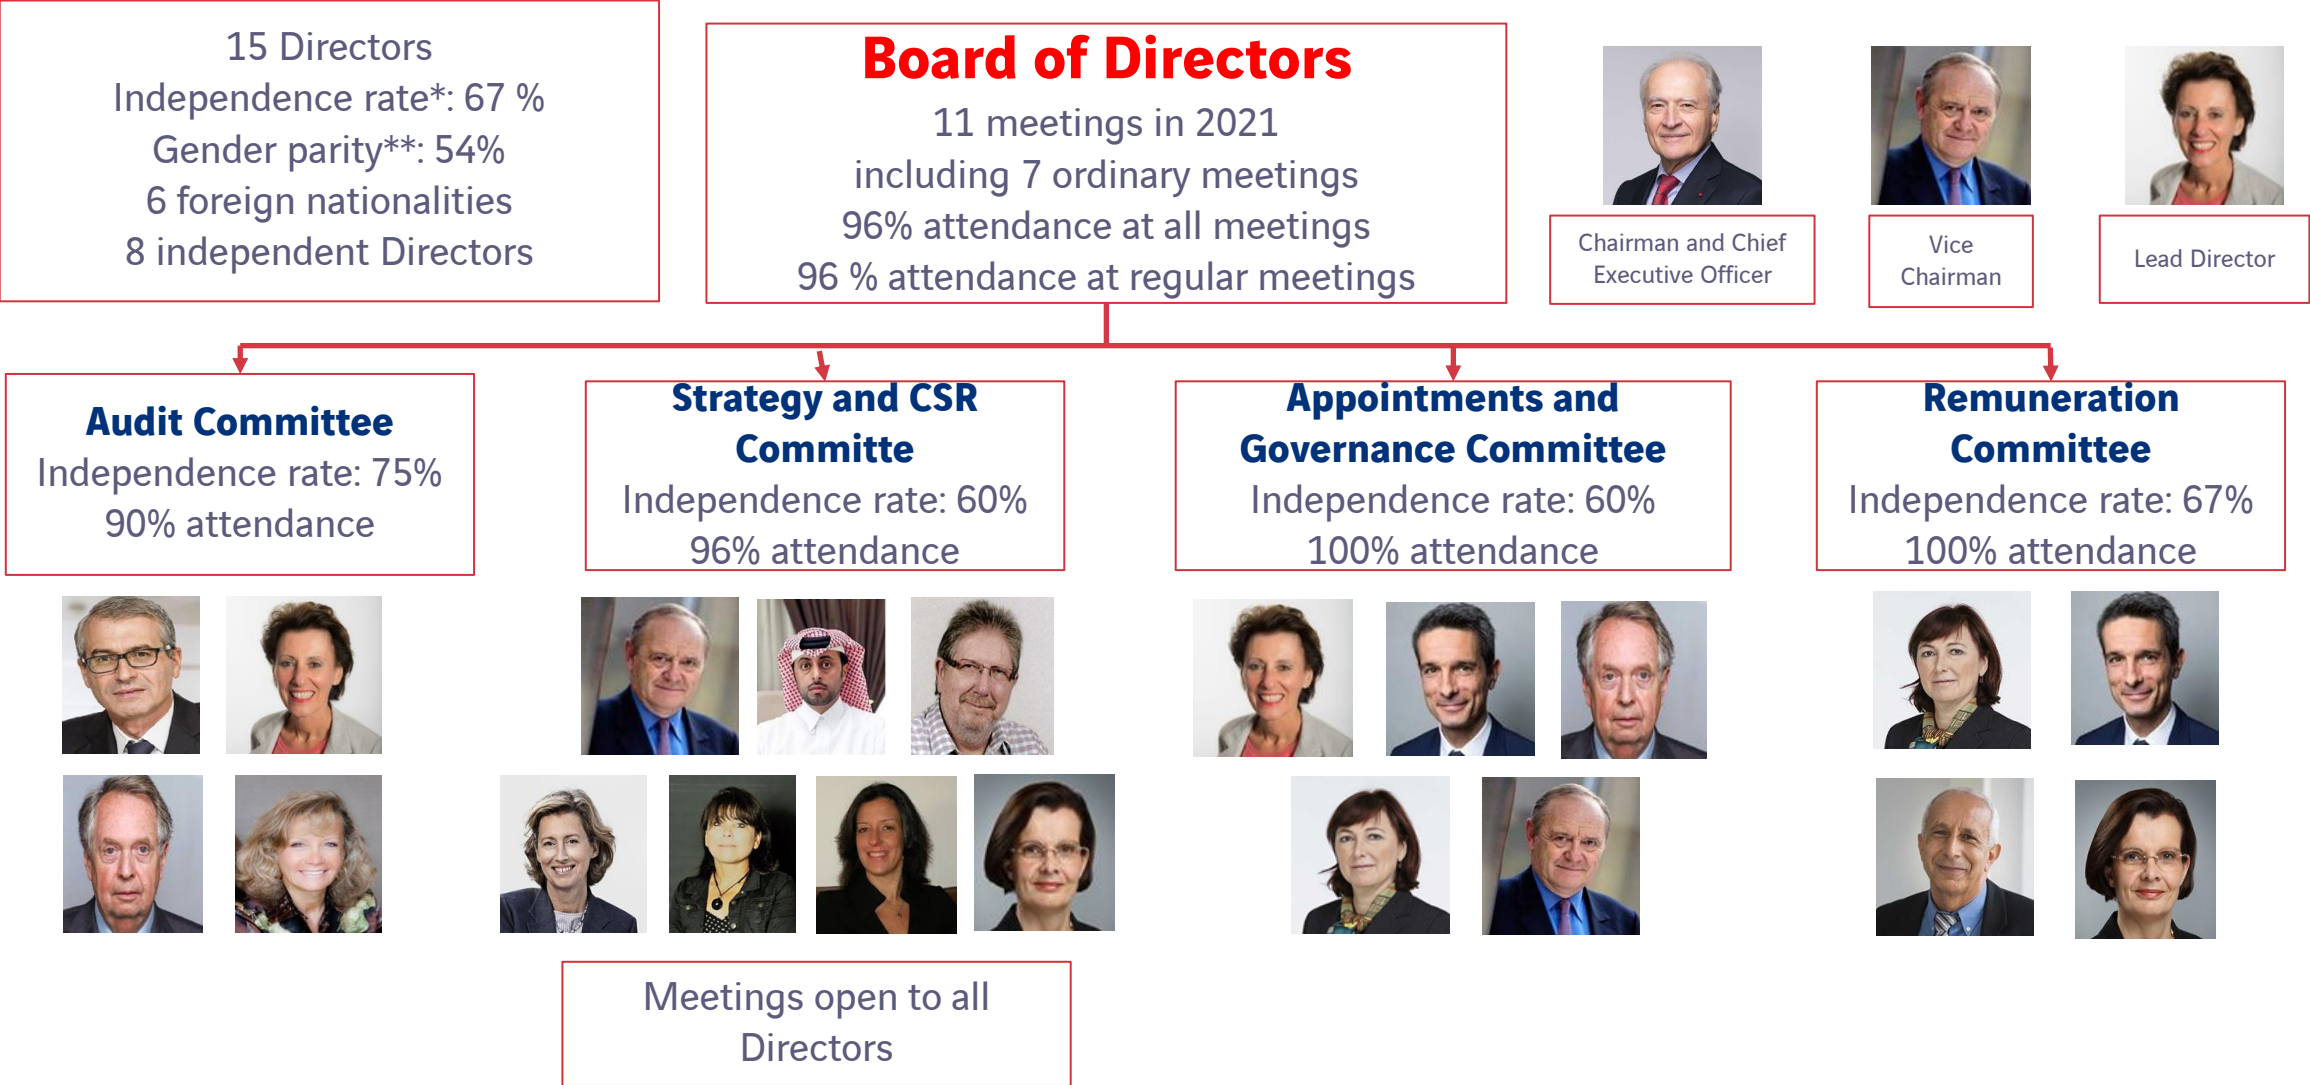 15 Directors
Independence rate*: 67 %
Gender parity**: 54%
6 foreign nationalities
8 independent Directors
Board of Directors
11 meetings in 2021
including 7 ordinary meetings
96% attendance at all meetings
96 % attendance at regular meetings
Chairman and Chief
Executive Officer
Vice
Chairman
Lead Director
Audit Committee
Independence rate: 75%
90% attendance
Strategy and CSR
Committe
Independence rate: 60%
96% attendance
Appointments and
Governance Committee
Independence rate: 60%
100% attendance
Remuneration
Committee
Independence rate: 67%
100% attendance
Meetings open to all
Directors